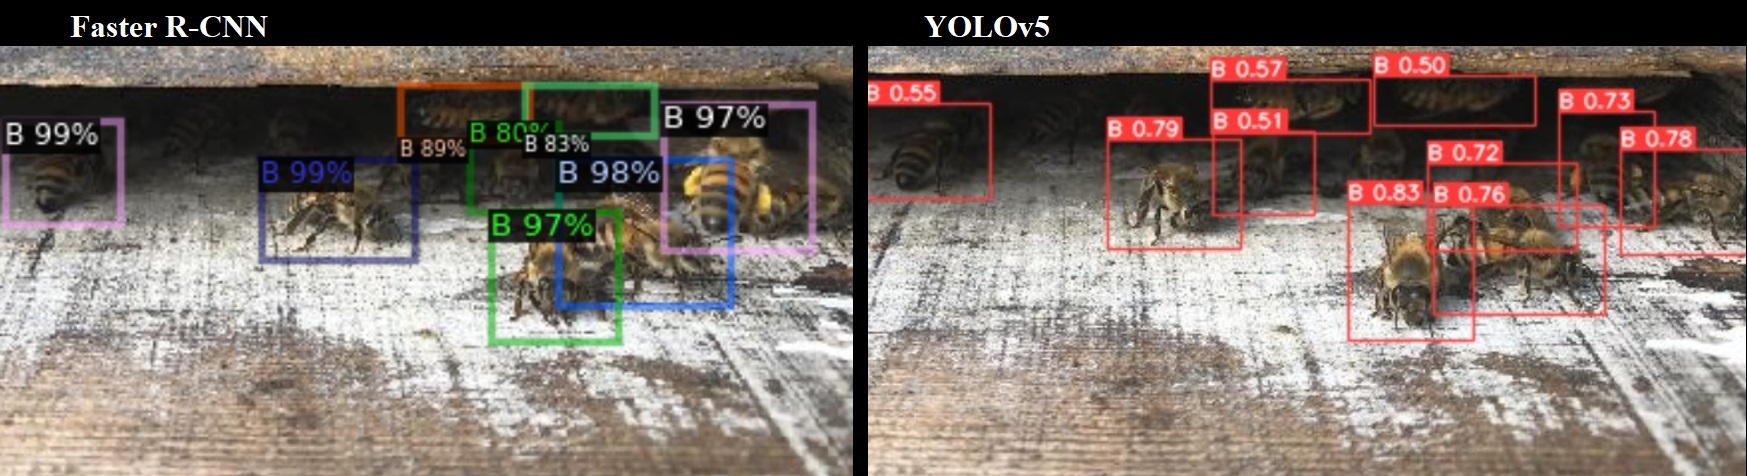 Faster R-CNN
B 99%
B 99%
B 89%
B 80%
B 83%
B 98%
B 97%
B 97%
YOLOv5
B 0.55
B 0.79
B 0.57
B 0.51
B 0.50
B 0.83
B 0.72
B 0.76
B 0.73
B 0.78